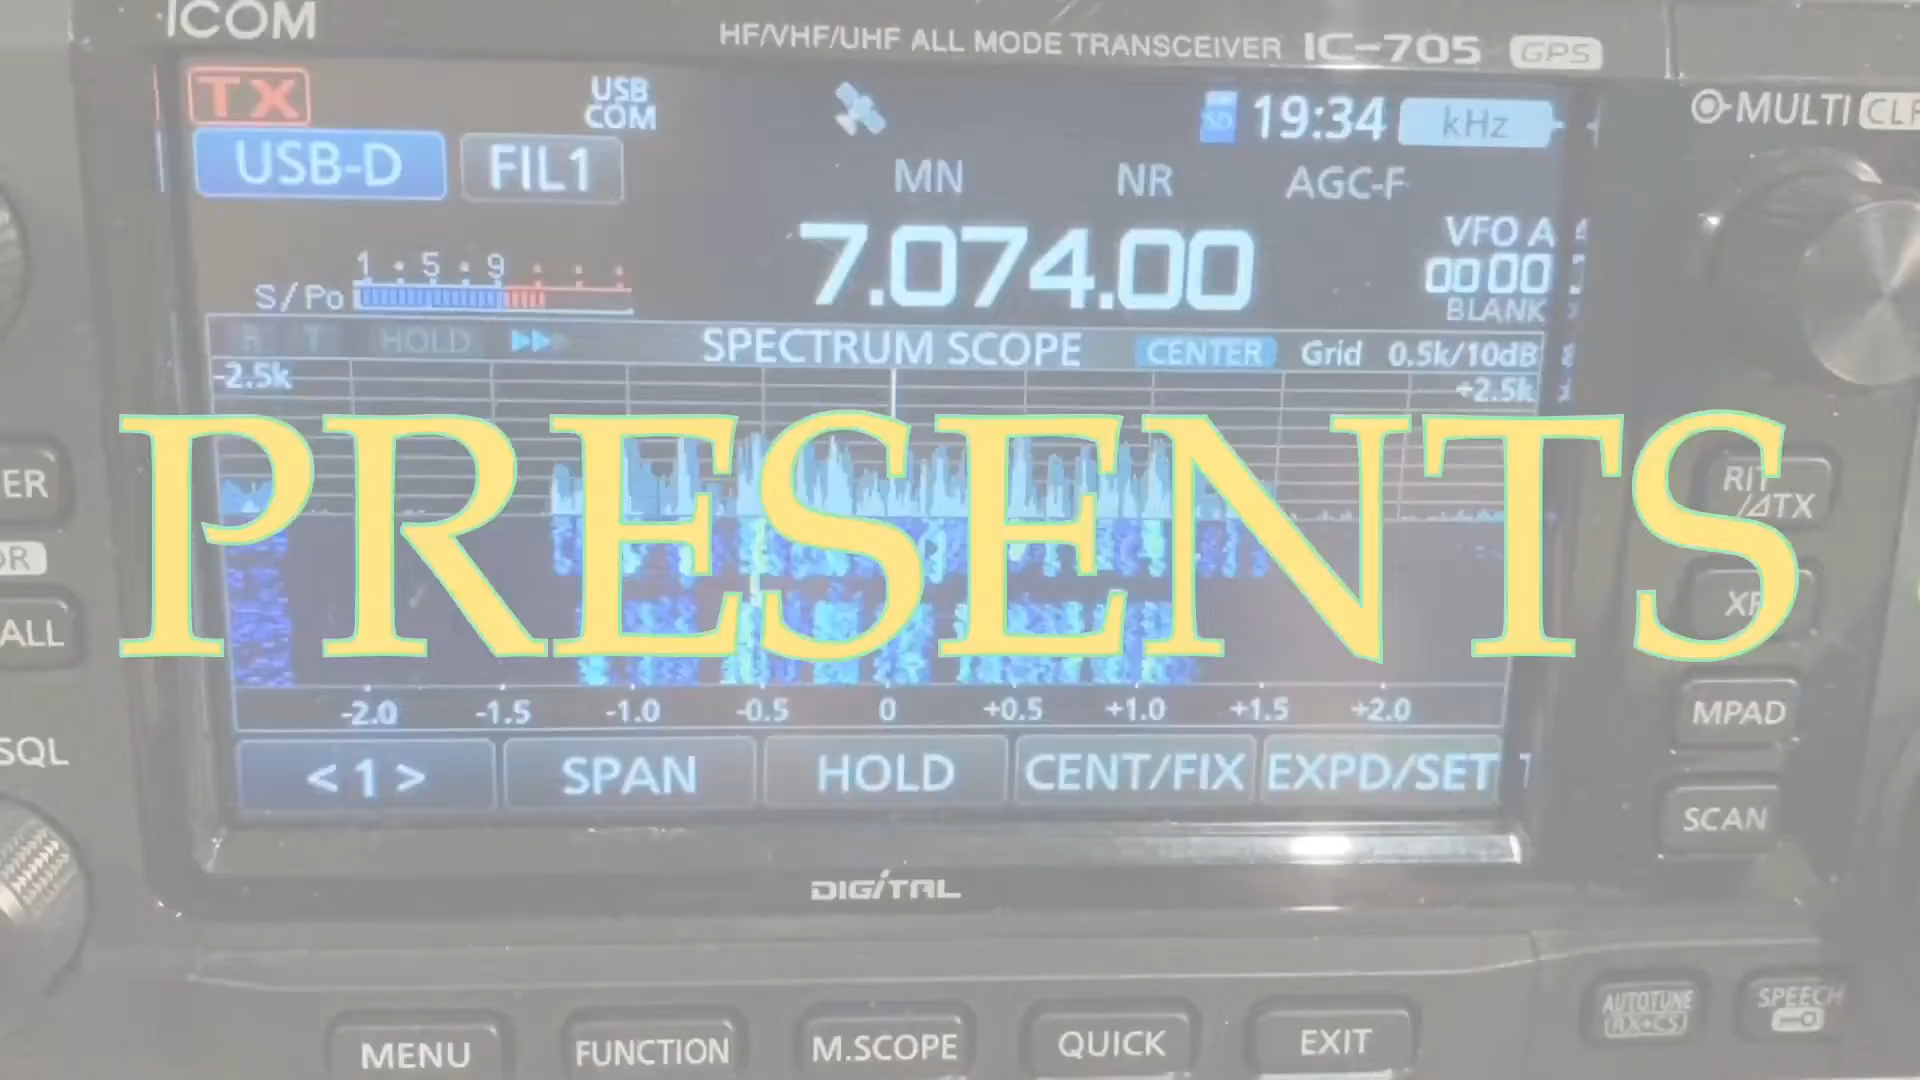 ICOM
HF/VHF/UHF ALL MODE TRANSCEIVER IC-705 GPS
TX
USB COM
19:34 kHz
MULTI
USB-D FIL1
MN NR AGC-F
7.074.00
VFO A
00 00
BLANK
1 5 9
S/Po
R T HOLD SPECTRUM SCOPE CENTER Grid 0.5k/10dB
-2.5k +2.5k
PRESENTS
-2.0 -1.5 -1.0 -0.5 0 +0.5 +1.0 +1.5 +2.0
< 1 > SPAN HOLD CENT/FIX EXPD/SET
ER
ALL
SQL
MPAD
SCAN
DIGITAL
MENU FUNCTION M.SCOPE QUICK EXIT
AUTOTUNE
SPEECH